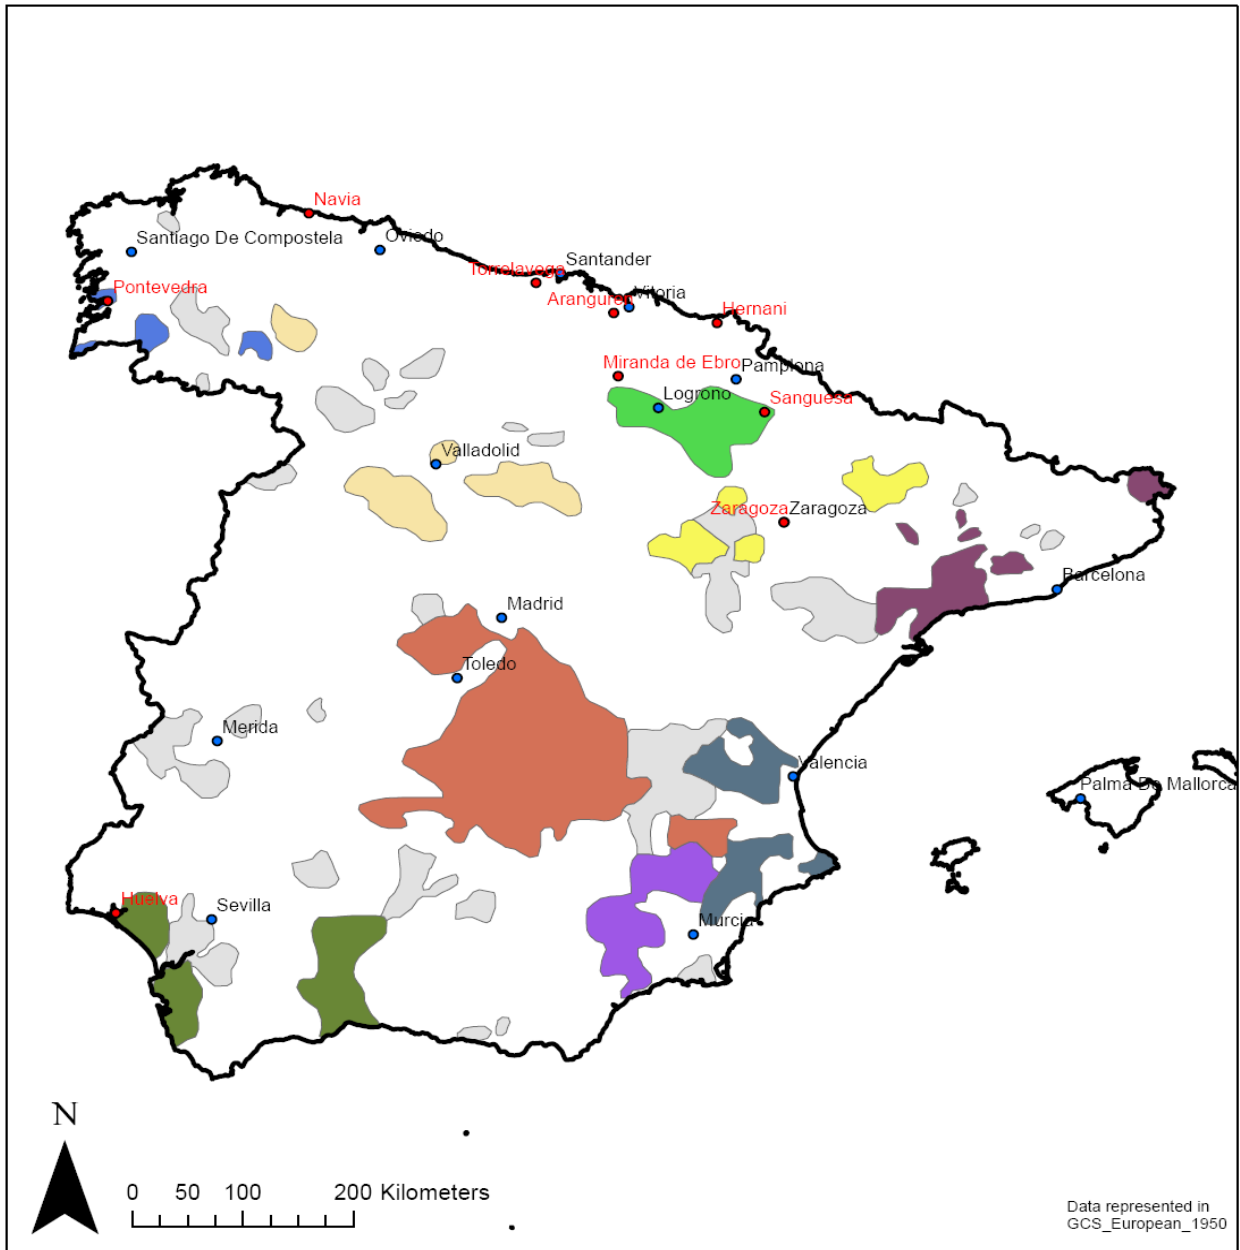 Navia
Santiago De Compostela
Oviedo
Santander
Torrelavega
Pontevedra
Aranguren
Vitoria
Hernani
Miranda de Ebro
Pamplona
Logrono
Sanguesa
Valladolid
Zaragoza
Zaragoza
Barcelona
Madrid
Toledo
Merida
Valencia
Palma De Mallorca
Huelva
Sevilla
Murcia
N
0 50 100 200 Kilometers
Data represented in
GCS_European_1950